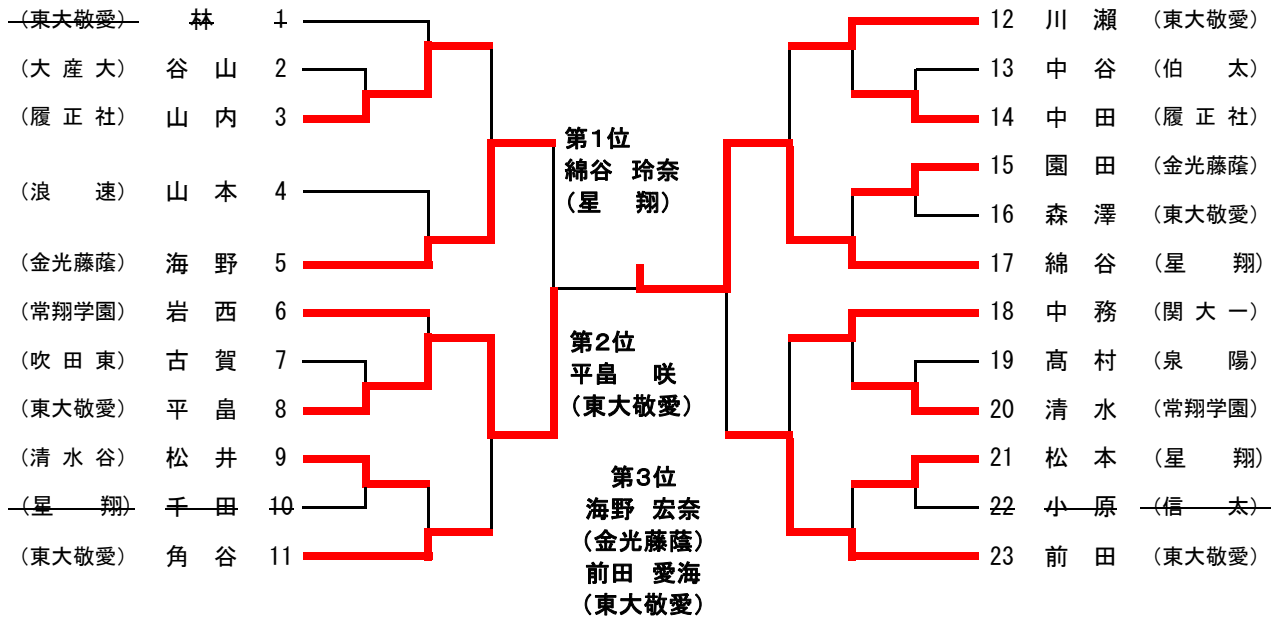 (東大敬愛) 林 1
(大産大) 谷山 2
(履正社) 山内 3
(浪速) 山本 4
(金光藤蔭) 海野 5
(常翔学園) 岩西 6
(吹田東) 古賀 7
(東大敬愛) 平畠 8
(清水谷) 松井 9
(星翔) 千田 10
(東大敬愛) 角谷 11
第1位
綿谷 玲奈
(星 翔)
第2位
平畠 咲
(東大敬愛)
第3位
海野 宏奈
(金光藤蔭)
前田 愛海
(東大敬愛)
12 川瀬 (東大敬愛)
13 中谷 (伯太)
14 中田 (履正社)
15 園田 (金光藤蔭)
16 森澤 (東大敬愛)
17 綿谷 (星翔)
18 中務 (関大一)
19 髙村 (泉陽)
20 清水 (常翔学園)
21 松本 (星翔)
22 小原 (信太)
23 前田 (東大敬愛)